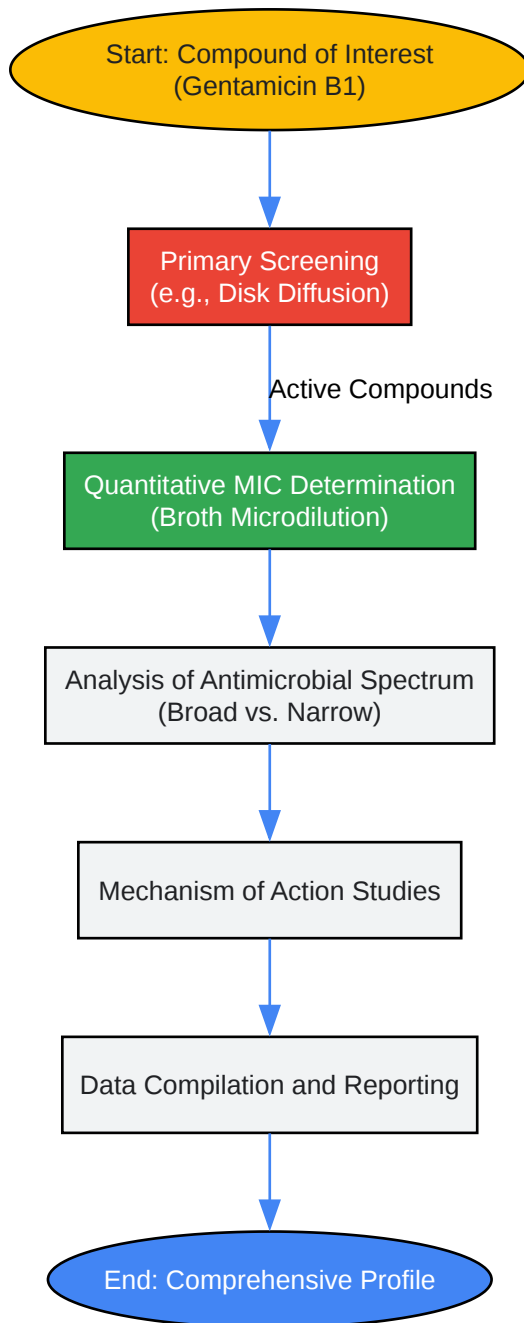 Start: Compound of Interest
(Gentamicin B1)
Primary Screening
(e.g., Disk Diffusion)
Active Compounds
Quantitative MIC Determination
(Broth Microdilution)
Analysis of Antimicrobial Spectrum
(Broad vs. Narrow)
Mechanism of Action Studies
Data Compilation and Reporting
End: Comprehensive Profile